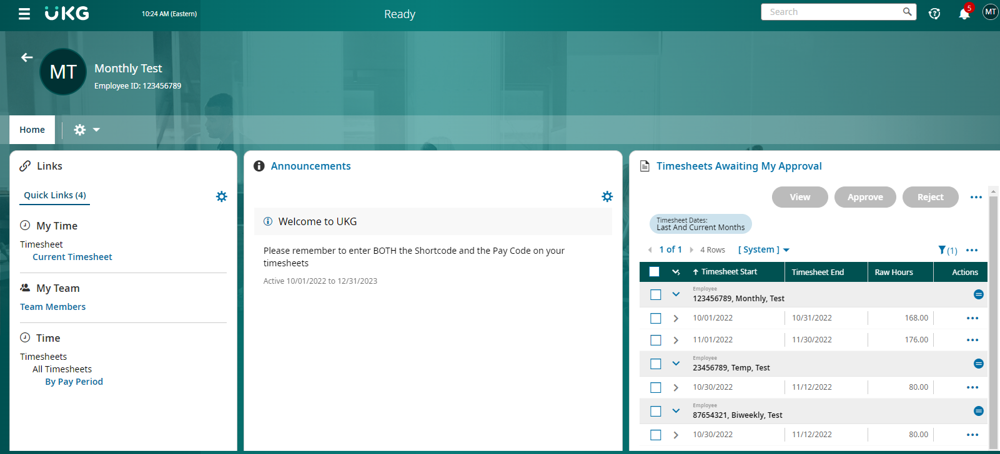 UKG
10:24 AM (Eastern)
Ready
Search
5
MT
MT
Monthly Test
Employee ID: 123456789
Home
Links
Quick Links (4)
My Time
Timesheet
Current Timesheet
My Team
Team Members
Time
Timesheets
All Timesheets
By Pay Period
Announcements
Welcome to UKG
Please remember to enter BOTH the Shortcode and the Pay Code on your
timesheets
Active 10/01/2022 to 12/31/2023
Timesheets Awaiting My Approval
View Approve Reject
Timesheet Dates:
Last And Current Months
1 of 1 4 Rows [ System ] (1)
Timesheet Start Timesheet End Raw Hours Actions
Employee
123456789, Monthly, Test
10/01/2022 10/31/2022 168.00
11/01/2022 11/30/2022 176.00
Employee
23456789, Temp, Test
10/30/2022 11/12/2022 80.00
Employee
87654321, Biweekly, Test
10/30/2022 11/12/2022 80.00